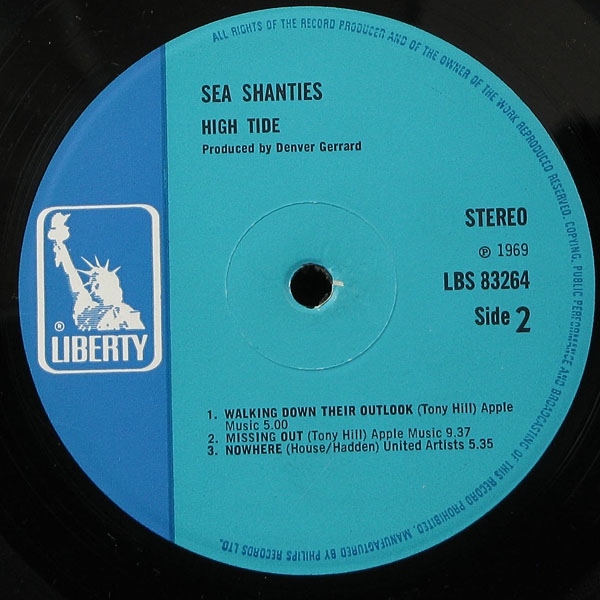 ALL RIGHTS OF THE RECORD PRODUCER AND OF THE OWNER OF THE WORK REPRODUCED RESERVED. COPYING, PUBLIC PERFORMANCE AND BROADCASTING OF THIS RECORD PROHIBITED. MANUFACTURED BY PHILIPS RECORDS LTD.
SEA SHANTIES
HIGH TIDE
Produced by Denver Gerrard
STEREO
℗ 1969
LBS 83264
Side 2
®
LIBERTY
1. WALKING DOWN THEIR OUTLOOK (Tony Hill) Apple
Music 5.00
2. MISSING OUT (Tony Hill) Apple Music 9.37
3. NOWHERE (House/Hadden) United Artists 5.35